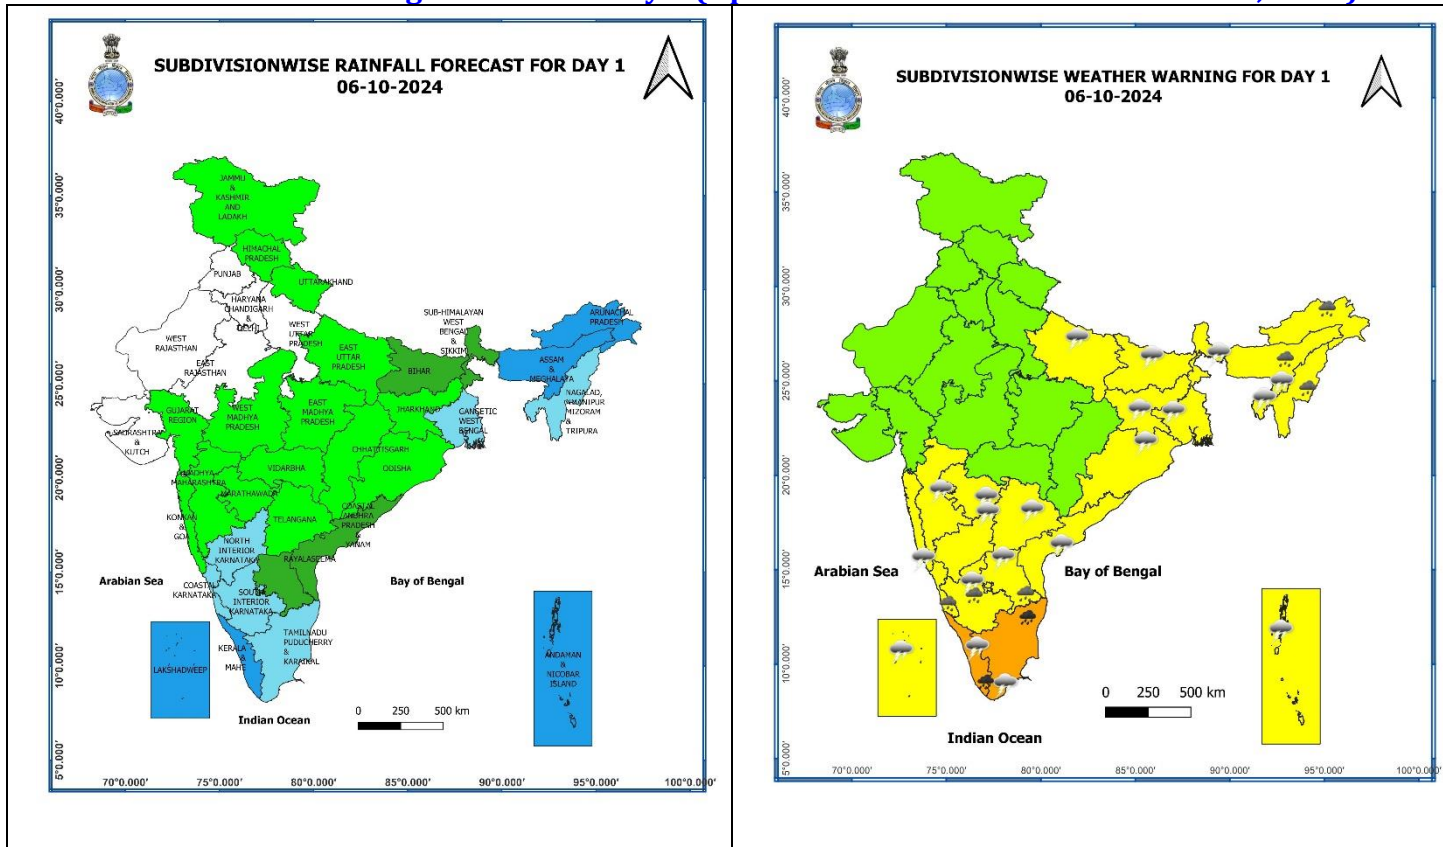 SUBDIVISIONWISE RAINFALL FORECAST FOR DAY 1
06-10-2024
40°0.000'
35°0.000'
30°0.000'
25°0.000'
20°0.000'
15°0.000'
10°0.000'
5°0.000'
JAMMU
&
KASHMIR
AND
LADAKH
HIMACHAL
PRADESH
PUNJAB
UTTARAKHAND
HARYANA
CHANDIGARH
&
DELHI
WEST
UTTAR
PRADESH
SUB-HIMALAYAN
WEST
BENGAL
&
SIKKIM
ARUNACHAL
PRADESH
WEST
RAJASTHAN
EAST
RAJASTHAN
EAST
UTTAR
PRADESH
BIHAR
ASSAM
&
MEGHALAYA
NAGALAD,
MANIPUR
MIZORAM
&
TRIPURA
GUJARAT
REGION
WEST
MADHYA
PRADESH
EAST
MADHYA
PRADESH
JHARKHAND
GANGETIC
WEST
BENGAL
SAURASHTRA
&
KUTCH
CHHATTISGARH
ODISHA
VIDARBHA
MADHYA
MAHARASHTRA
MARATHAWADA
KONKAN
&
GOA
TELANGANA
COASTAL
ANDHRA
PRADESH
&
YANAM
NORTH
INTERIOR
KARNATAKA
RAYALASEEMA
Arabian Sea
Bay of Bengal
COASTAL
KARNATAKA
SOUTH
INTERIOR
KARNATAKA
TAMILNADU
PUDUCHERRY
&
KARAIKAL
KERALA
&
MAHE
LAKSHADWEEP
ANDAMAN
&
NICOBAR
ISLAND
Indian Ocean
0 250 500 km
70°0.000' 75°0.000' 80°0.000' 85°0.000' 90°0.000' 95°0.000' 100°0.000'
SUBDIVISIONWISE WEATHER WARNING FOR DAY 1
06-10-2024
40°0.000'
35°0.000'
30°0.000'
25°0.000'
20°0.000'
15°0.000'
10°0.000'
5°0.000'
Arabian Sea
Bay of Bengal
0 250 500 km
Indian Ocean
70°0.000' 75°0.000' 80°0.000' 85°0.000' 90°0.000' 95°0.000' 100°0.000'